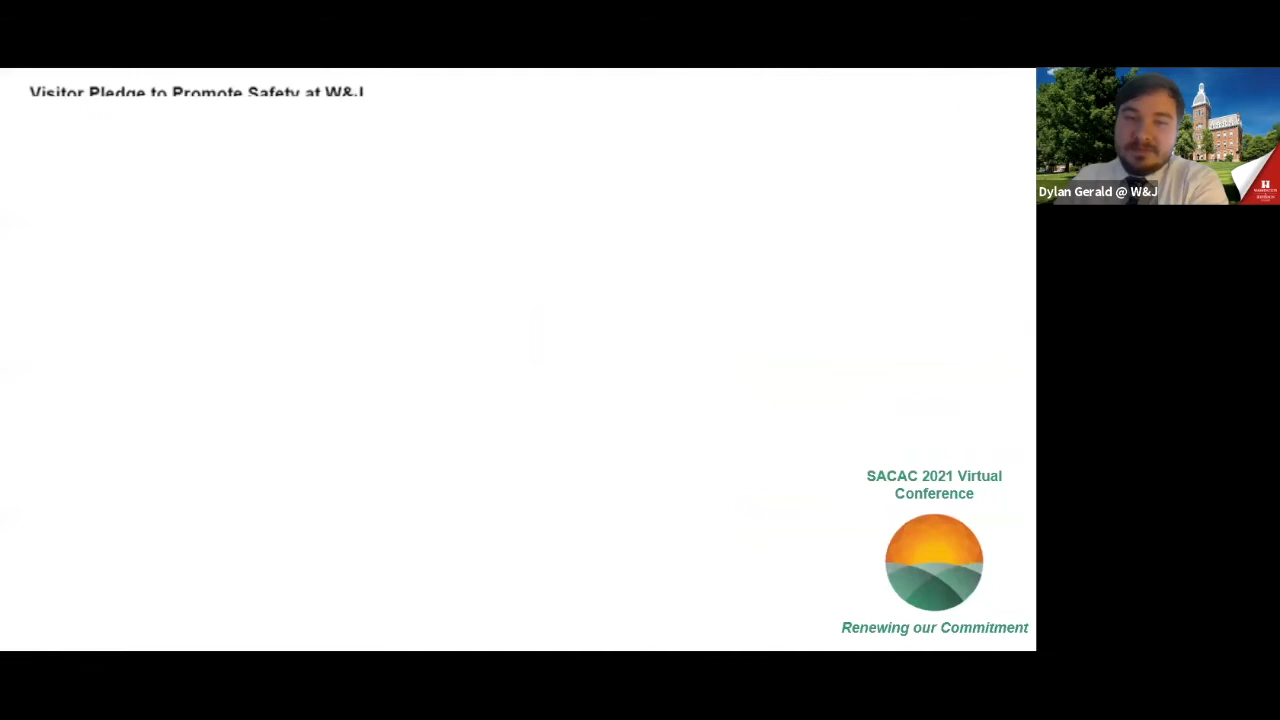 Visitor Pledge to Promote Safety at W&J
Dylan Gerald @ W&J
SACAC 2021 Virtual
Conference
Renewing our Commitment